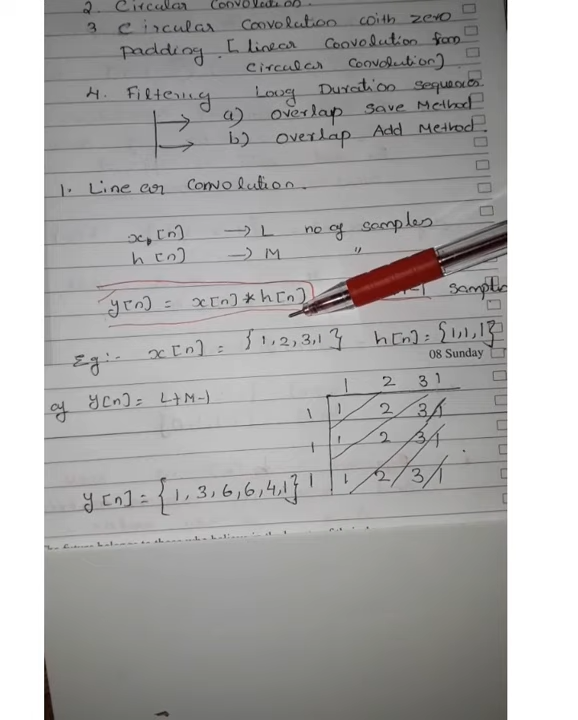 2. Circular Convolution.
3 Circular Convolution with zero
padding. [Linear Convolution from
circular convolution]
4. Filtering Long Duration sequences
a) overlap save Method
b) overlap Add Method.
1. Linear convolution.
x[n] → L no of samples
h[n] → M "
y[n] = x[n] * h[n] sample
Eg:- x[n] = {1,2,3,1} h[n] = {1,1,1}
08 Sunday
1 2 3 1
of y[n] = L+M-1
1 1 2 3 1
1 1 2 3 1
1 1 2 3 1
y[n] = {1,3,6,6,4,1}